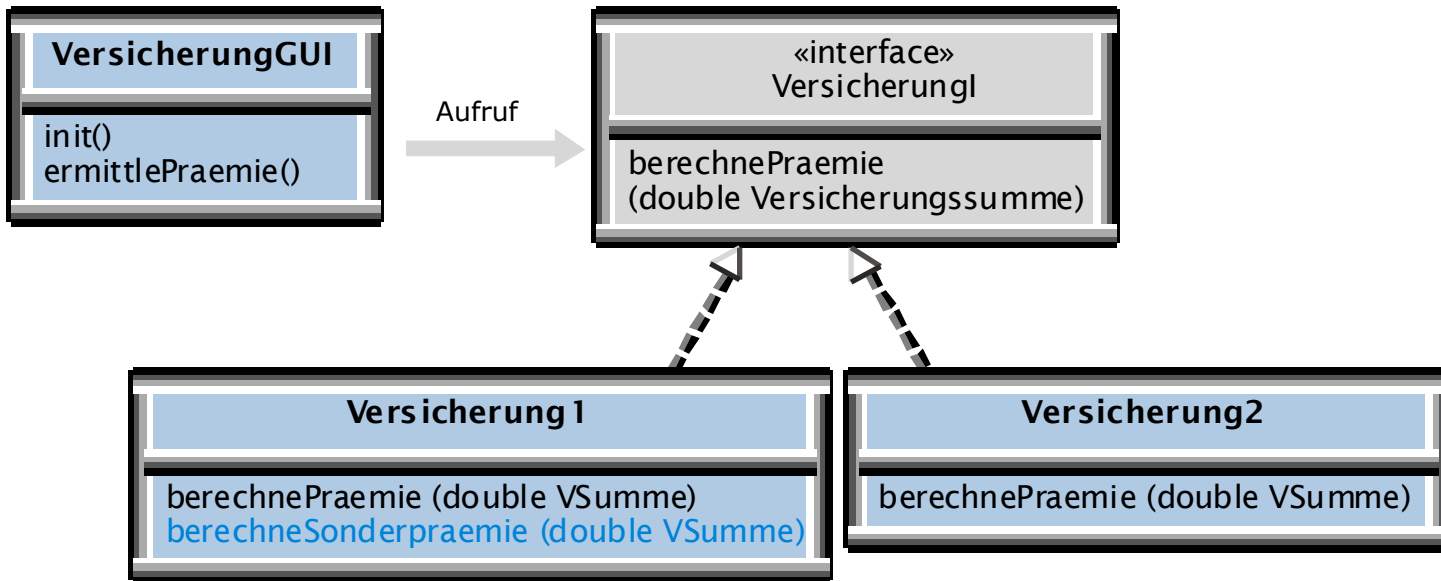 VersicherungGUI
init()
ermittlePraemie()
Aufruf
«interface»
VersicherungI
berechnePraemie
(double Versicherungssumme)
Versicherung1
berechnePraemie (double VSumme)
berechneSonderpraemie (double VSumme)
Versicherung2
berechnePraemie (double VSumme)